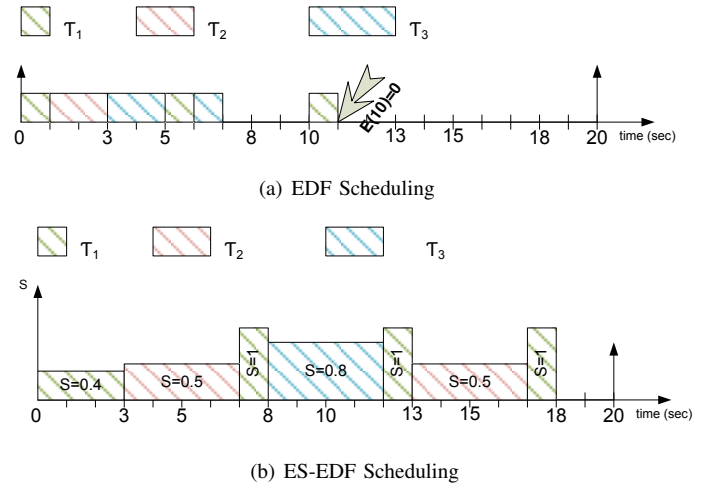 τ1 τ2 τ3
E(10)=0
0 3 5 8 10 13 15 18 20 time (sec)
(a) EDF Scheduling
τ1 τ2 τ3
S
S=0.4 S=0.5 S=1 S=0.8 S=1 S=0.5 S=1
0 3 5 8 10 13 15 18 20 time (sec)
(b) ES-EDF Scheduling